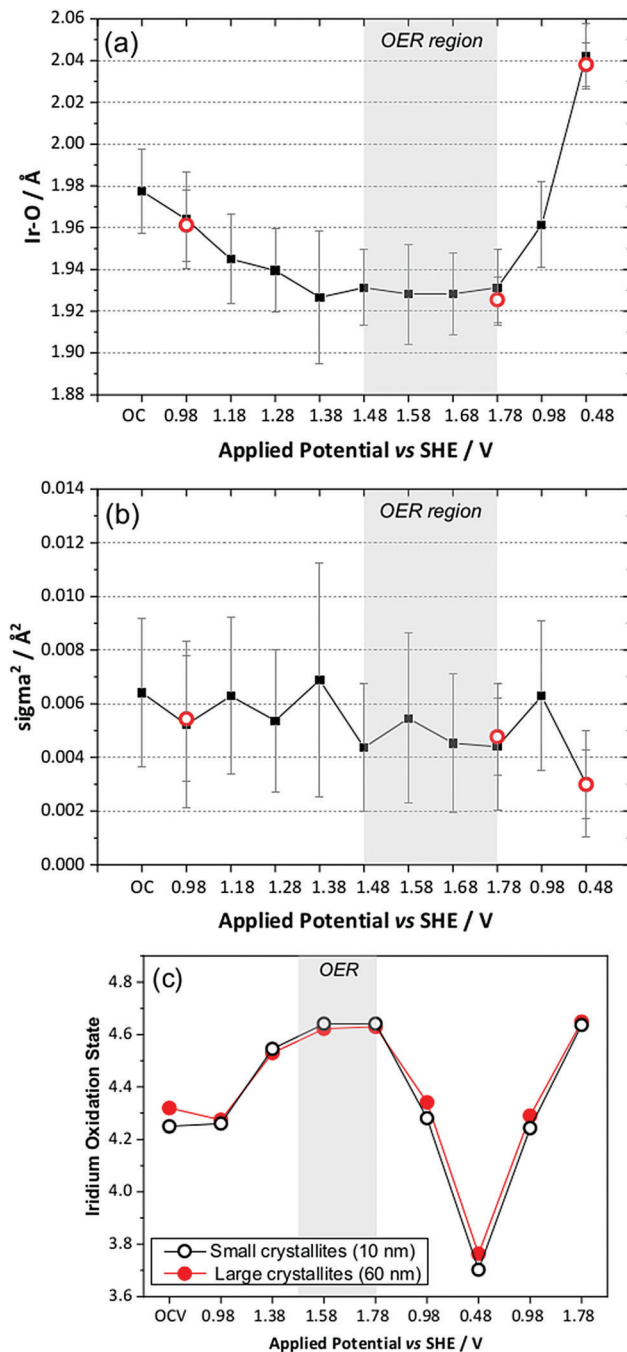 (a)
OER region
2.06
2.04
2.02
2.00
1.98
1.96
1.94
1.92
1.90
1.88
Ir-O / Å
OC 0.98 1.18 1.28 1.38 1.48 1.58 1.68 1.78 0.98 0.48
Applied Potential vs SHE / V
(b)
OER region
0.014
0.012
0.010
0.008
0.006
0.004
0.002
0.000
sigma² / Å²
OC 0.98 1.18 1.28 1.38 1.48 1.58 1.68 1.78 0.98 0.48
Applied Potential vs SHE / V
(c)
OER
4.8
4.6
4.4
4.2
4.0
3.8
3.6
Iridium Oxidation State
Small crystallites (10 nm)
Large crystallites (60 nm)
OCV 0.98 1.38 1.58 1.78 0.98 0.48 0.98 1.78
Applied Potential vs SHE / V